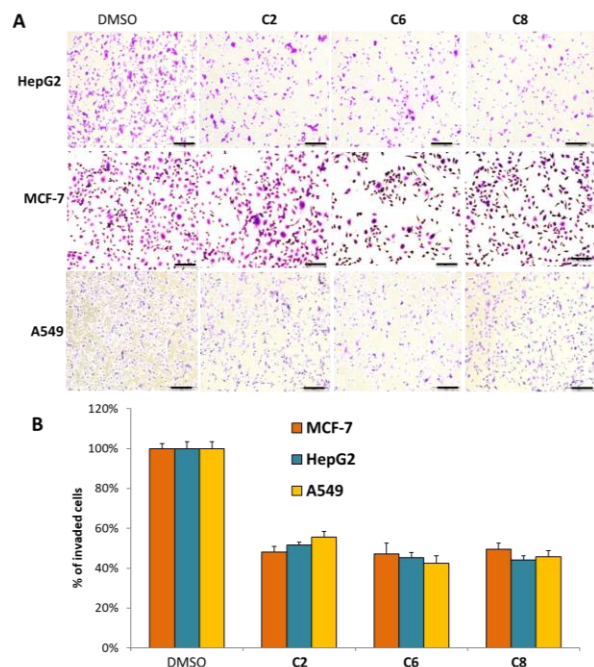 A
DMSO C2 C6 C8
HepG2
MCF-7
A549
B
120%
100%
80%
60%
40%
20%
0%
% of invaded cells
MCF-7
HepG2
A549
DMSO C2 C6 C8